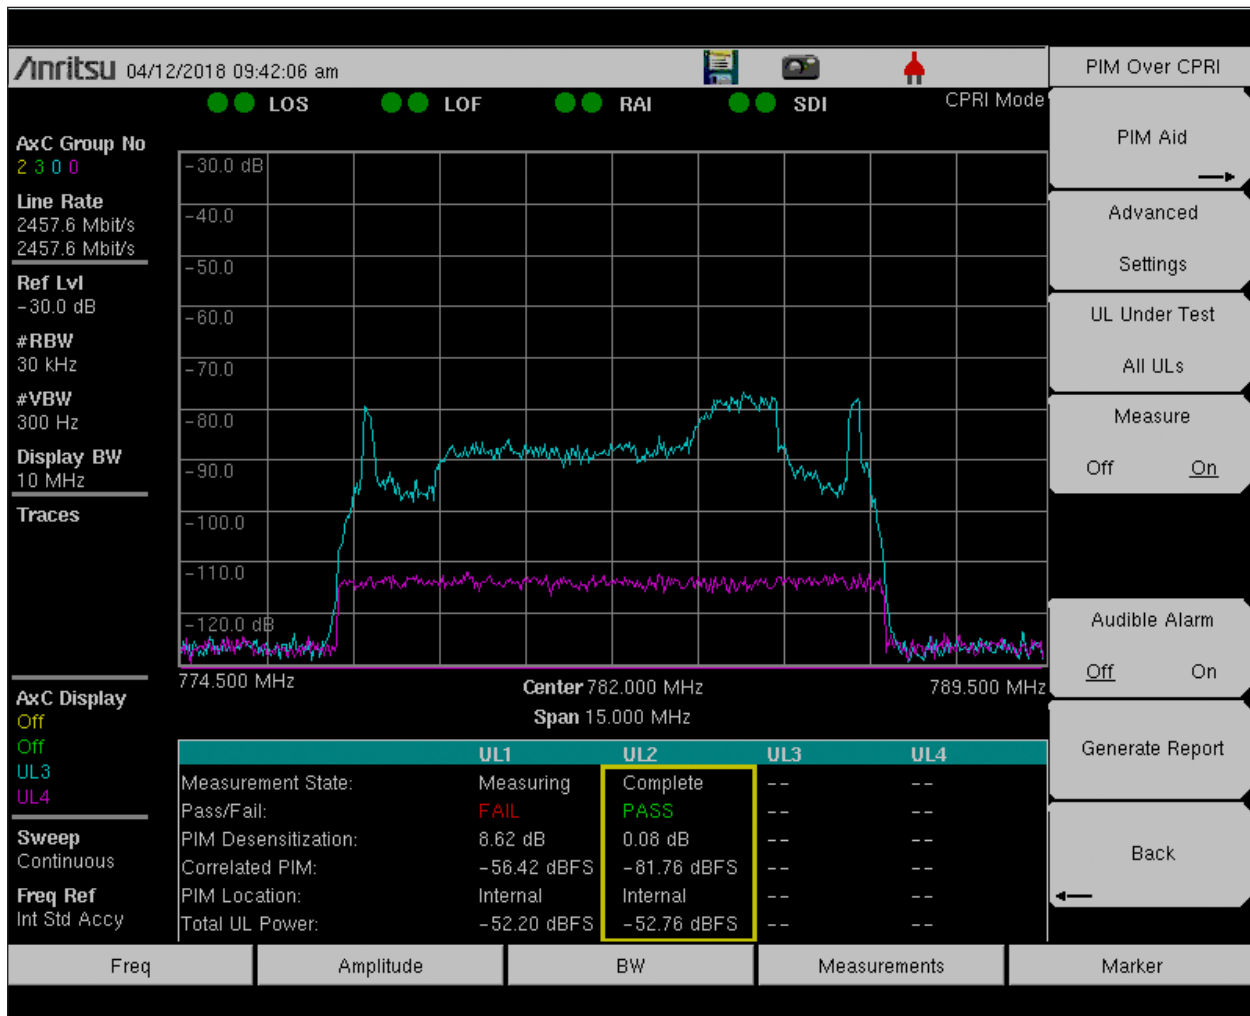 Anritsu 04/12/2018 09:42:06 am
PIM Over CPRI
LOS LOF RAI SDI CPRI Mode
AxC Group No
2 3 0 0
Line Rate
2457.6 Mbit/s
2457.6 Mbit/s
Ref Lvl
-30.0 dB
#RBW
30 kHz
#VBW
300 Hz
Display BW
10 MHz
Traces
AxC Display
Off
Off
UL3
UL4
Sweep
Continuous
Freq Ref
Int Std Accy
-30.0 dB
-40.0
-50.0
-60.0
-70.0
-80.0
-90.0
-100.0
-110.0
-120.0 dB
774.500 MHz Center 782.000 MHz 789.500 MHz
Span 15.000 MHz
UL1 UL2 UL3 UL4
Measurement State: Measuring Complete -- --
Pass/Fail: FAIL PASS -- --
PIM Desensitization: 8.62 dB 0.08 dB -- --
Correlated PIM: -56.42 dBFS -81.76 dBFS -- --
PIM Location: Internal Internal -- --
Total UL Power: -52.20 dBFS -52.76 dBFS -- --
PIM Aid
Advanced
Settings
UL Under Test
All ULs
Measure
Off On
Audible Alarm
Off On
Generate Report
Back
Freq Amplitude BW Measurements Marker